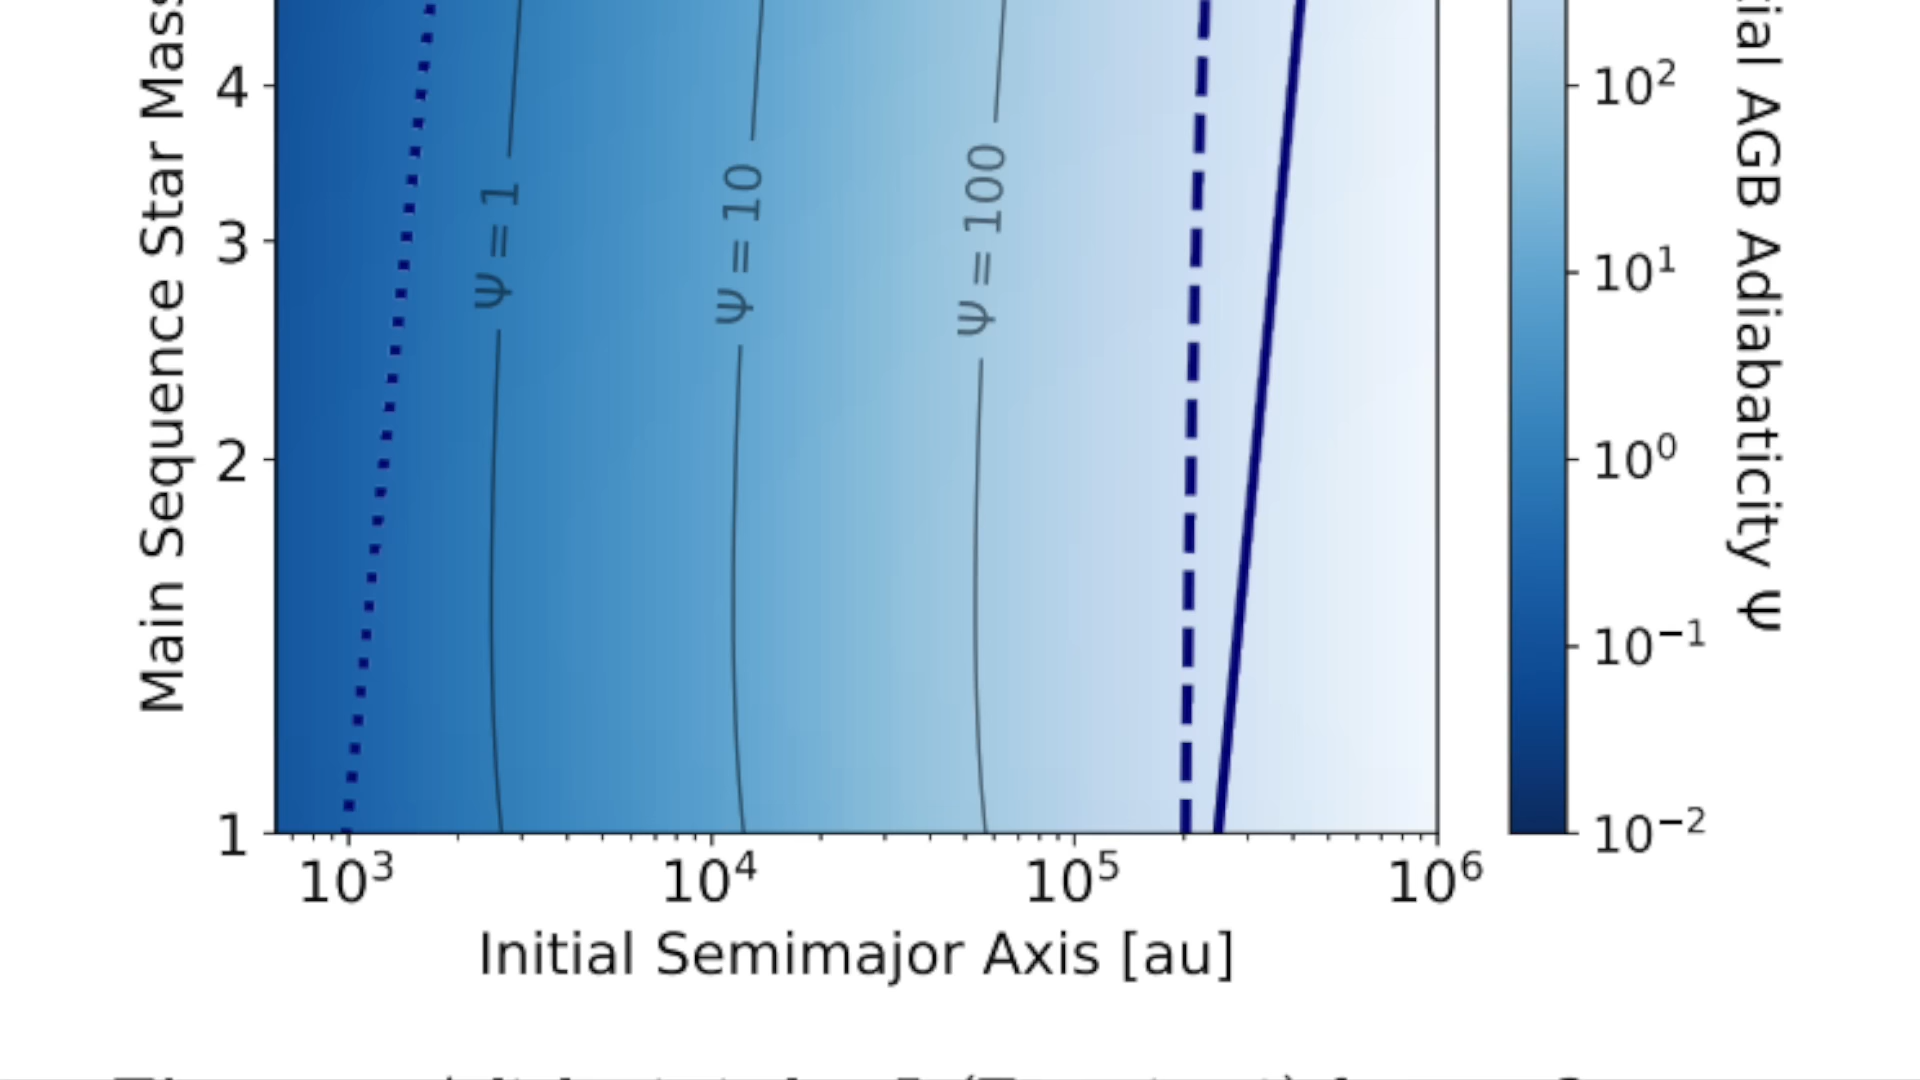 Main Sequence Star Mass
4
3
2
1
Ψ = 1
Ψ = 10
Ψ = 100
10³
10⁴
10⁵
10⁶
Initial Semimajor Axis [au]
10²
10¹
10⁰
10⁻¹
10⁻²
AGB Adiabaticity Ψ